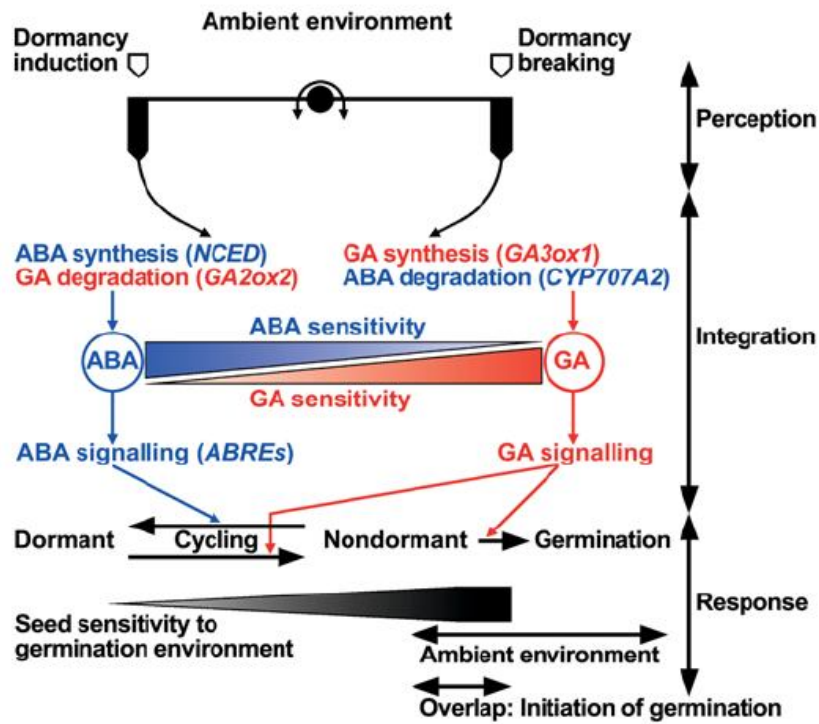 Ambient environment
Dormancy
induction
Dormancy
breaking
Perception
ABA synthesis (NCED)
GA degradation (GA2ox2)
GA synthesis (GA3ox1)
ABA degradation (CYP707A2)
ABA sensitivity
ABA
GA
GA sensitivity
Integration
ABA signalling (ABREs)
GA signalling
Dormant
Cycling
Nondormant
Germination
Response
Seed sensitivity to
germination environment
Ambient environment
Overlap: Initiation of germination